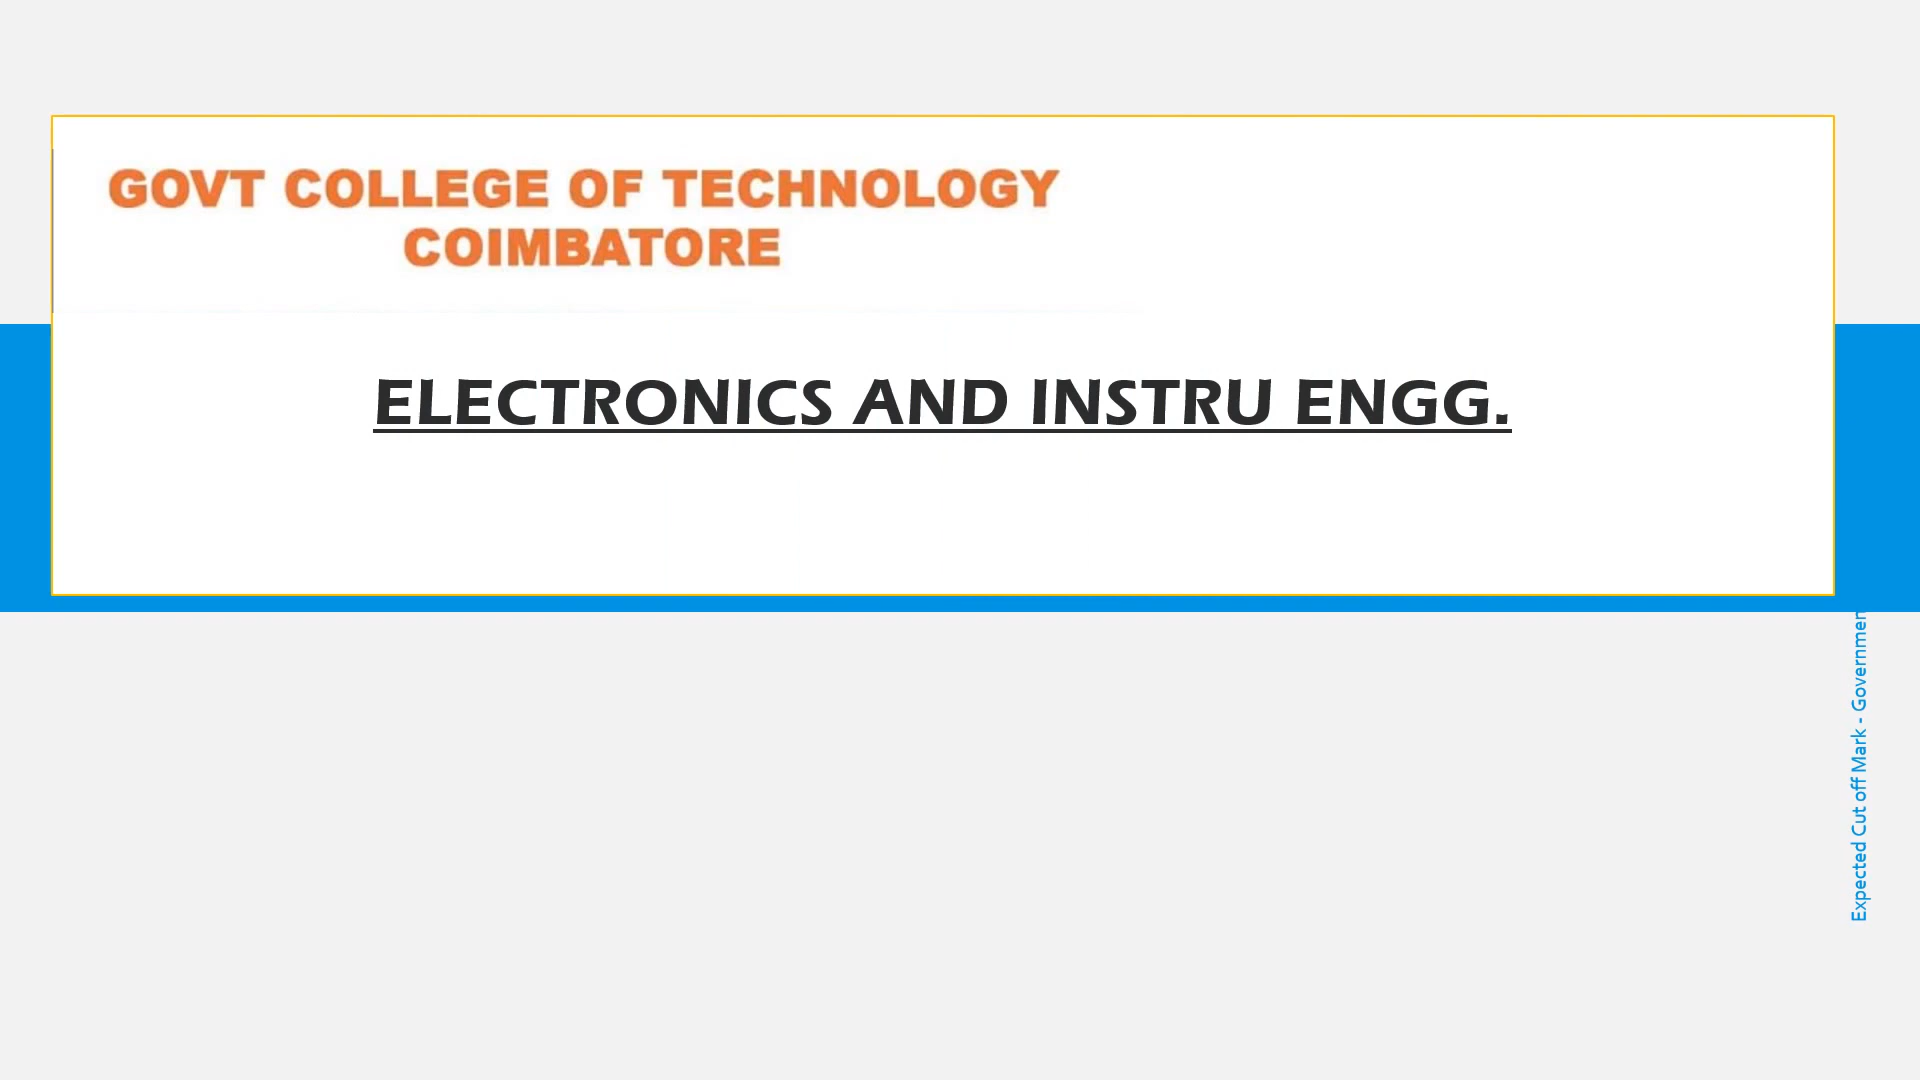 GOVT COLLEGE OF TECHNOLOGY
COIMBATORE
ELECTRONICS AND INSTRU ENGG.
Expected Cut off Mark - Governmen